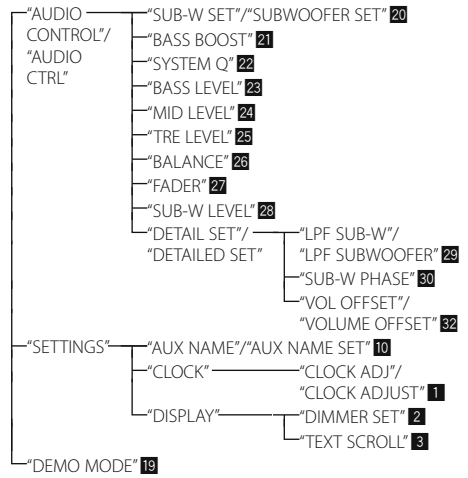 “AUDIO CONTROL”/ “AUDIO CTRL”
“SUB-W SET”/“SUBWOOFER SET” 20
“BASS BOOST” 21
“SYSTEM Q” 22
“BASS LEVEL” 23
“MID LEVEL” 24
“TRE LEVEL” 25
“BALANCE” 26
“FADER” 27
“SUB-W LEVEL” 28
“DETAIL SET”/
“DETAILED SET”
“LPF SUB-W”/
“LPF SUBWOOFER” 29
“SUB-W PHASE” 30
“VOL OFFSET”/
“VOLUME OFFSET” 32
“SETTINGS”
“AUX NAME”/“AUX NAME SET” 10
“CLOCK”
“CLOCK ADJ”/
“CLOCK ADJUST” 1
“DISPLAY”
“DIMMER SET” 2
“TEXT SCROLL” 3
“DEMO MODE” 19